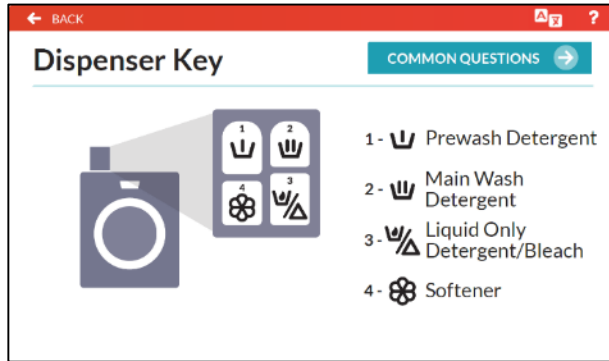 BACK
A ?
Dispenser Key
COMMON QUESTIONS
1 2
4 3
1 - Prewash Detergent
2 - Main Wash
Detergent
3 - Liquid Only
Detergent/Bleach
4 - Softener